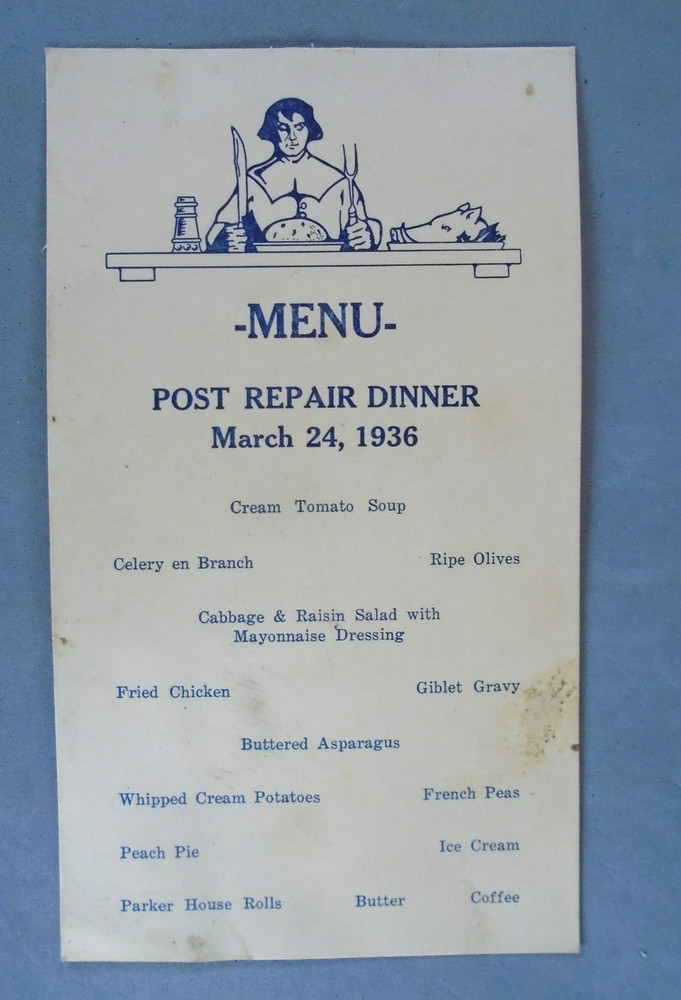 -MENU-
POST REPAIR DINNER
March 24, 1936
Cream Tomato Soup
Celery en Branch Ripe Olives
Cabbage & Raisin Salad with
Mayonnaise Dressing
Fried Chicken Giblet Gravy
Buttered Asparagus
Whipped Cream Potatoes French Peas
Peach Pie Ice Cream
Parker House Rolls Butter Coffee